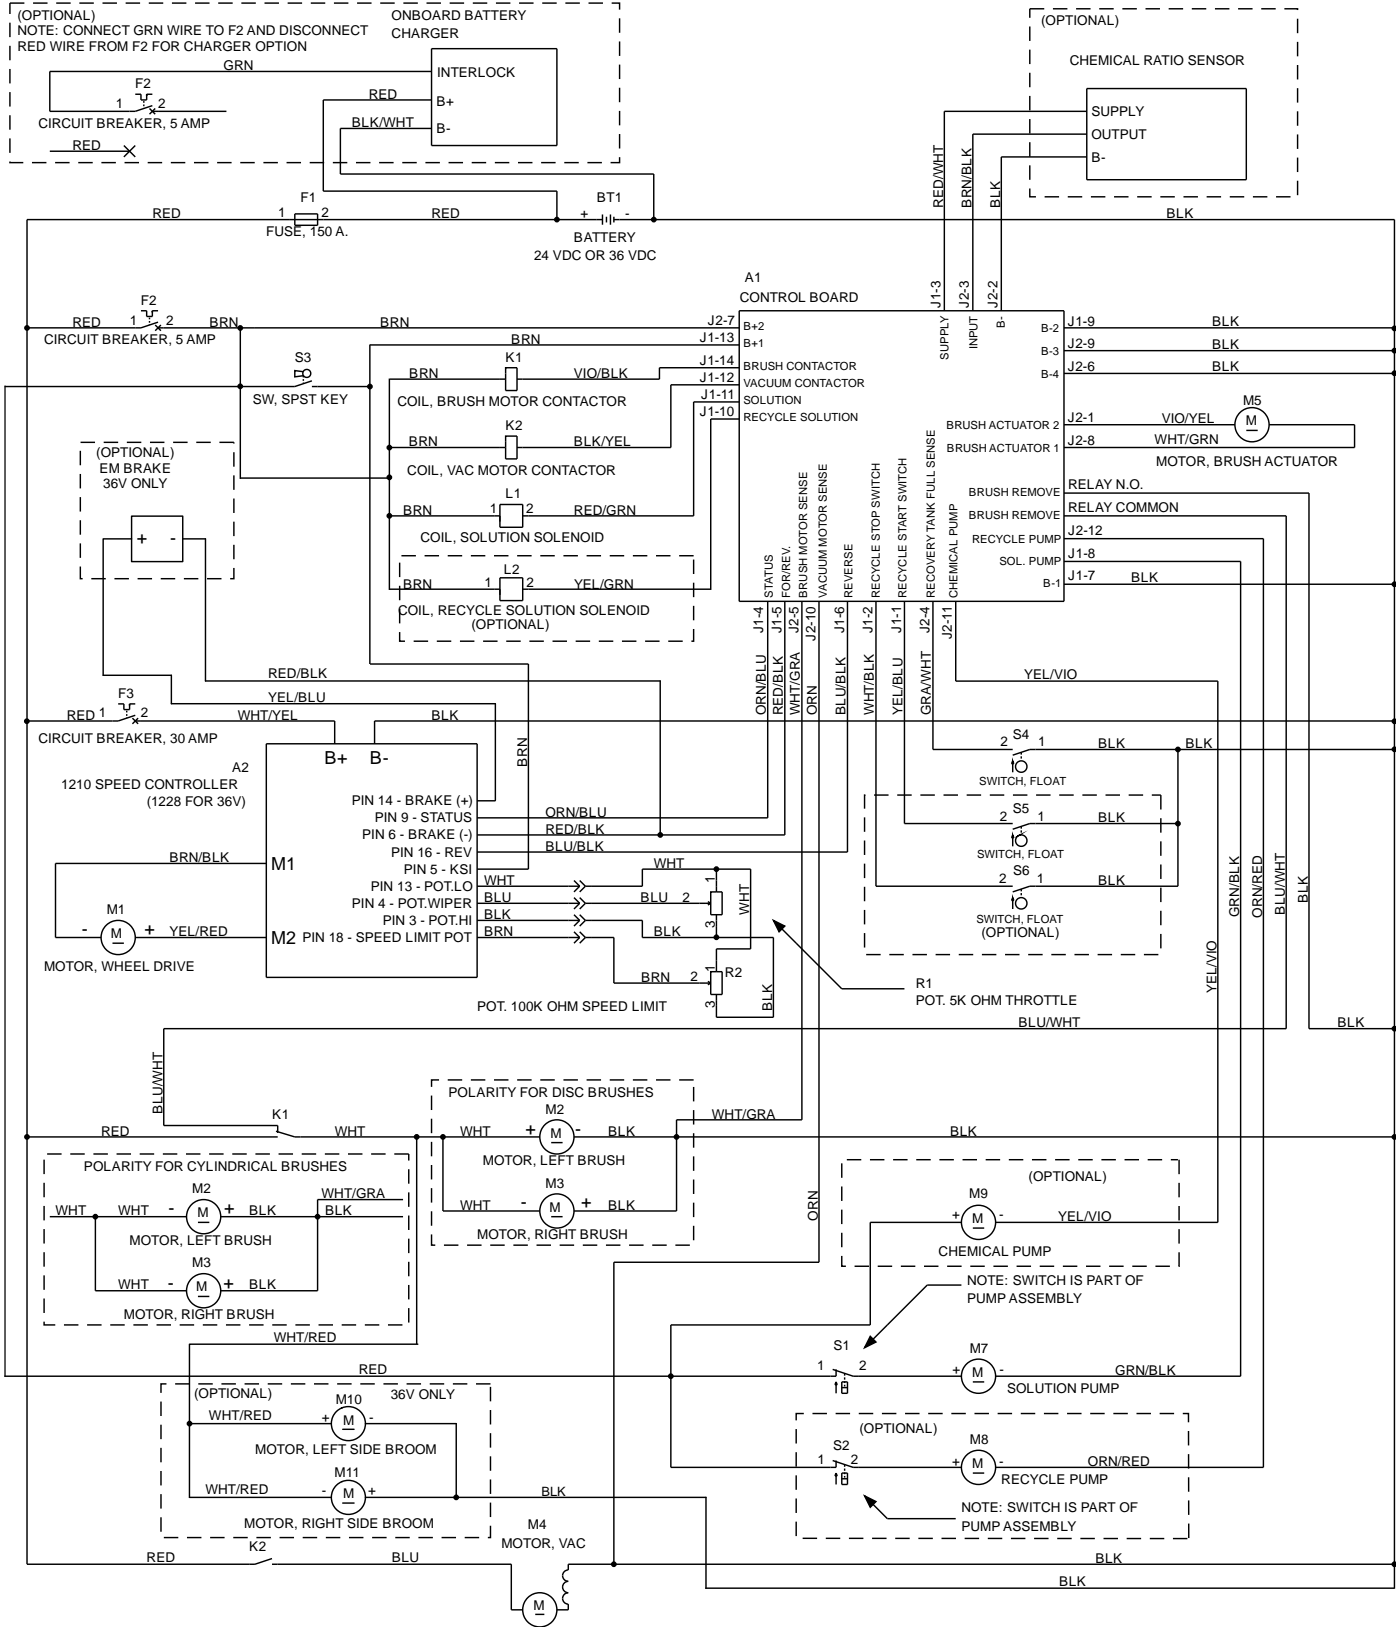 (OPTIONAL)
NOTE: CONNECT GRN WIRE TO F2 AND DISCONNECT
RED WIRE FROM F2 FOR CHARGER OPTION
ONBOARD BATTERY
CHARGER
GRN
INTERLOCK
F2
1 2
CIRCUIT BREAKER, 5 AMP
RED
B+
BLK/WHT
B-
RED
(OPTIONAL)
CHEMICAL RATIO SENSOR
SUPPLY
OUTPUT
B-
RED/WHT
BRN/BLK
BLK
RED
F1
1 2
FUSE, 150 A.
RED
BT1
+ -
BATTERY
24 VDC OR 36 VDC
BLK
A1
CONTROL BOARD
J1-3
J2-3
J2-2
SUPPLY
INPUT
B-
F2
RED 1 2 BRN
CIRCUIT BREAKER, 5 AMP
BRN
J2-7 B+2
BRN
J1-13 B+1
J1-14 BRUSH CONTACTOR
J1-12 VACUUM CONTACTOR
J1-11 SOLUTION
J1-10 RECYCLE SOLUTION
S3
SW, SPST KEY
BRN
K1
VIO/BLK
COIL, BRUSH MOTOR CONTACTOR
BRN
K2
BLK/YEL
COIL, VAC MOTOR CONTACTOR
BRN
L1
1 2
RED/GRN
COIL, SOLUTION SOLENOID
BRN
L2
1 2
YEL/GRN
COIL, RECYCLE SOLUTION SOLENOID
(OPTIONAL)
B-2 J1-9 BLK
B-3 J2-9 BLK
B-4 J2-6 BLK
BRUSH ACTUATOR 2 J2-1 VIO/YEL
BRUSH ACTUATOR 1 J2-8 WHT/GRN
M5
M
MOTOR, BRUSH ACTUATOR
BRUSH REMOVE RELAY N.O.
BRUSH REMOVE RELAY COMMON
RECYCLE PUMP J2-12
SOL. PUMP J1-8
B-1 J1-7 BLK
STATUS
FOR/REV.
BRUSH MOTOR SENSE
VACUUM MOTOR SENSE
REVERSE
RECYCLE STOP SWITCH
RECYCLE START SWITCH
RECOVERY TANK FULL SENSE
CHEMICAL PUMP
J1-4
J1-5
J2-5
J2-10
J1-6
J1-2
J1-1
J2-4
J2-11
ORN/BLU
RED/BLK
WHT/GRA
ORN
BLU/BLK
WHT/BLK
YEL/BLU
GRA/WHT
YEL/VIO
(OPTIONAL)
EM BRAKE
36V ONLY
+ -
RED/BLK
YEL/BLU
F3
RED 1 2 WHT/YEL
CIRCUIT BREAKER, 30 AMP
BLK
BRN
B+ B-
A2
1210 SPEED CONTROLLER
(1228 FOR 36V)
PIN 14 - BRAKE (+)
PIN 9 - STATUS ORN/BLU
PIN 6 - BRAKE (-) RED/BLK
PIN 16 - REV BLU/BLK
PIN 5 - KSI
PIN 13 - POT.LO WHT
PIN 4 - POT.WIPER BLU
PIN 3 - POT.HI BLK
PIN 18 - SPEED LIMIT POT BRN
M1
M2
BRN/BLK
M1
- M + YEL/RED
MOTOR, WHEEL DRIVE
WHT
BLU 2
1
3
WHT
BLK
BRN 2
1
3
R2
BLK
POT. 100K OHM SPEED LIMIT
R1
POT. 5K OHM THROTTLE
S4
2 1 BLK BLK
SWITCH, FLOAT
S5
2 1 BLK
SWITCH, FLOAT
S6
2 1 BLK
SWITCH, FLOAT
(OPTIONAL)
YEL/VIO
GRN/BLK
ORN/RED
BLU/WHT
BLK
BLU/WHT
BLK
BLU/WHT
RED
K1
WHT
POLARITY FOR DISC BRUSHES
M2
WHT + M - BLK
MOTOR, LEFT BRUSH
M3
WHT - M + BLK
MOTOR, RIGHT BRUSH
WHT/GRA
BLK
ORN
POLARITY FOR CYLINDRICAL BRUSHES
M2
WHT WHT - M + BLK
WHT/GRA
BLK
MOTOR, LEFT BRUSH
M3
WHT - M + BLK
MOTOR, RIGHT BRUSH
WHT/RED
(OPTIONAL)
M9
+ M - YEL/VIO
CHEMICAL PUMP
NOTE: SWITCH IS PART OF
PUMP ASSEMBLY
RED
S1
1 2
M7
+ M - GRN/BLK
SOLUTION PUMP
(OPTIONAL)
S2
1 2
M8
+ M - ORN/RED
RECYCLE PUMP
NOTE: SWITCH IS PART OF
PUMP ASSEMBLY
(OPTIONAL) 36V ONLY
M10
WHT/RED + M -
MOTOR, LEFT SIDE BROOM
M11
WHT/RED - M +
MOTOR, RIGHT SIDE BROOM
BLK
RED
K2
BLU
M4
MOTOR, VAC
M
BLK
BLK